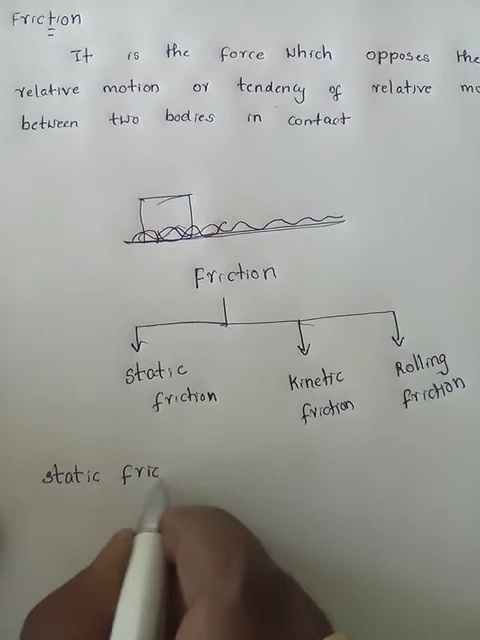 Friction
It is the force which opposes the
relative motion or tendency of relative
between two bodies in contact
Friction
Static friction
Kinetic friction
Rolling friction
static fric